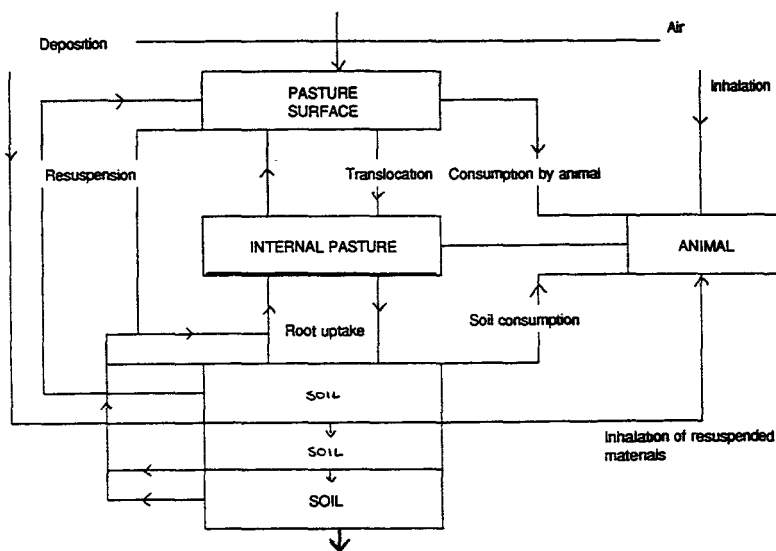 Deposition
Air
PASTURE
SURFACE
Inhalation
Resuspension
Translocation
Consumption by animal
INTERNAL PASTURE
ANIMAL
Root uptake
Soil consumption
SOIL
SOIL
Inhalation of resuspended
materials
SOIL